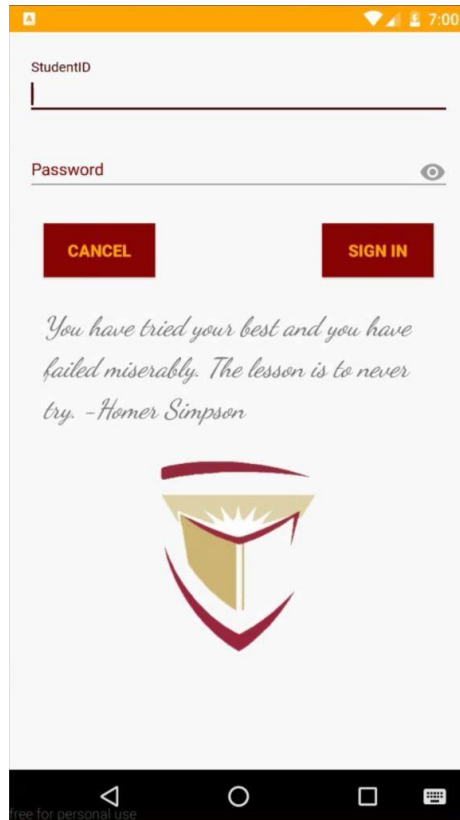 7:00
StudentID
Password
CANCEL
SIGN IN
You have tried your best and you have
failed miserably. The lesson is to never
try. -Homer Simpson
free for personal use